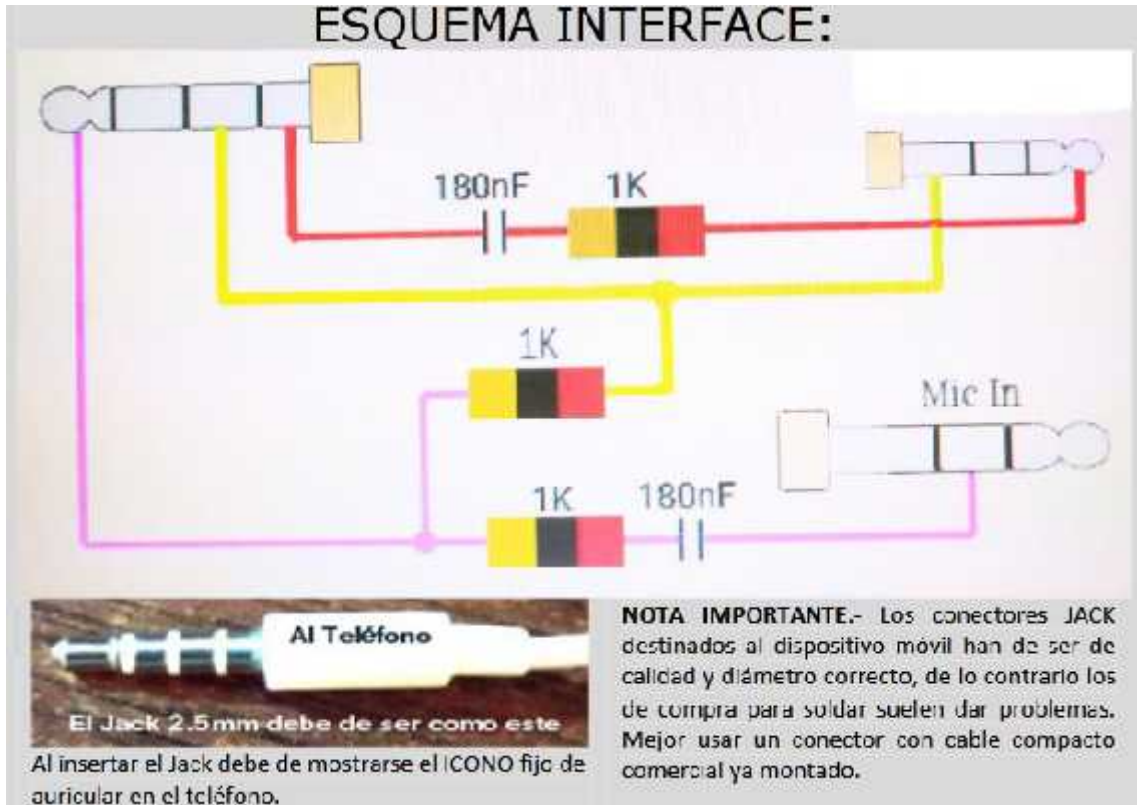 ESQUEMA INTERFACE:
180nF
1K
1K
Mic In
1K
180nF
Al Teléfono
El Jack 2.5mm debe de ser como este
Al insertar el Jack debe de mostrarse el ICONO fijo de
auricular en el teléfono.
NOTA IMPORTANTE.- Los conectores JACK
destinados al dispositivo móvil han de ser de
calidad y diámetro correcto, de lo contrario los
de compra para soldar suelen dar problemas.
Mejor usar un conector con cable compacto
comercial ya montado.